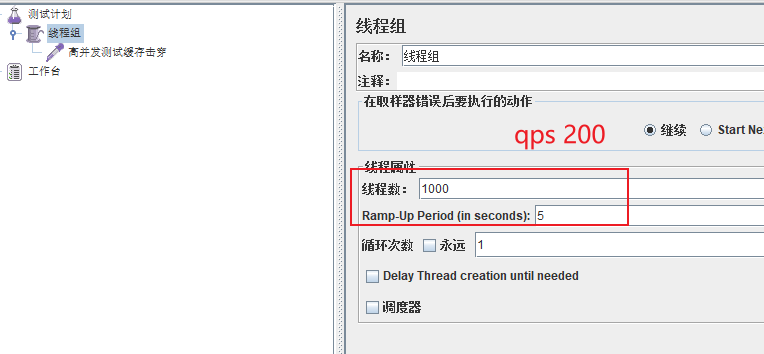 测试计划
线程组
高并发测试缓存击穿
工作台
线程组
名称： 线程组
注释：
在取样器错误后要执行的动作
继续 Start Ne
qps 200
线程属性
线程数： 1000
Ramp-Up Period (in seconds): 5
循环次数 永远 1
Delay Thread creation until needed
调度器